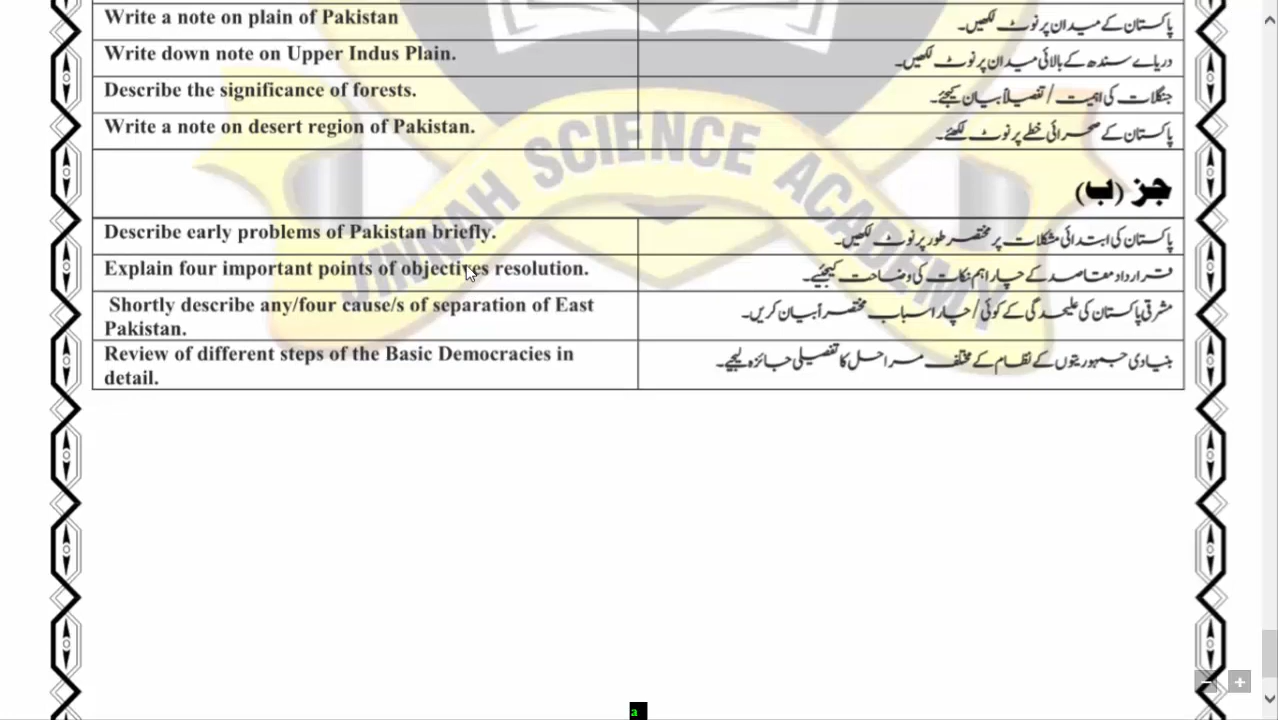 Write a note on plain of Pakistan
پاکستان کے میدان پر نوٹ لکھیں۔
Write down note on Upper Indus Plain.
دریاے سندھ کے بالائی میدان پر نوٹ لکھیں۔
Describe the significance of forests.
جنگلات کی اہمیت / تفصیلاً بیان کیجئے۔
Write a note on desert region of Pakistan.
پاکستان کے صحرائی خطے پر نوٹ لکھئے۔
جز (ب)
Describe early problems of Pakistan briefly.
پاکستان کی ابتدائی مشکلات پر مختصر طور پر نوٹ لکھیں۔
Explain four important points of objectives resolution.
قرارداد مقاصد کے چار اہم نکات کی وضاحت کیجئیے۔
Shortly describe any/four cause/s of separation of East
Pakistan.
مشرقی پاکستان کی علیحدگی کے کوئی / چار اسباب مختصراً بیان کریں۔
Review of different steps of the Basic Democracies in
detail.
بنیادی جمہوریتوں کے نظام کے مختلف مراحل کا تفصیلی جائزہ لیجیے۔
JINNAH SCIENCE ACADEMY
a